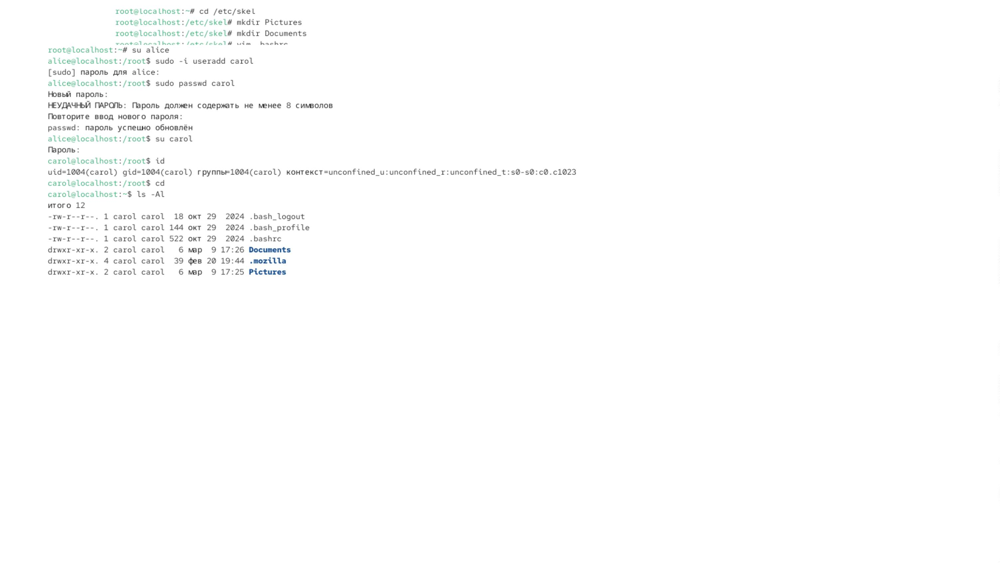 root@localhost:~# cd /etc/skel
root@localhost:/etc/skel# mkdir Pictures
root@localhost:/etc/skel# mkdir Documents
root@localhost:/etc/skel# vim .bashrc
root@localhost:~# su alice
alice@localhost:/root$ sudo -i useradd carol
[sudo] пароль для alice:
alice@localhost:/root$ sudo passwd carol
Новый пароль:
НЕУДАЧНЫЙ ПАРОЛЬ: Пароль должен содержать не менее 8 символов
Повторите ввод нового пароля:
passwd: пароль успешно обновлён
alice@localhost:/root$ su carol
Пароль:
carol@localhost:/root$ id
uid=1004(carol) gid=1004(carol) группы=1004(carol) контекст=unconfined_u:unconfined_r:unconfined_t:s0-s0:c0.c1023
carol@localhost:/root$ cd
carol@localhost:~$ ls -Al
итого 12
-rw-r--r--. 1 carol carol  18 окт 29  2024 .bash_logout
-rw-r--r--. 1 carol carol 144 окт 29  2024 .bash_profile
-rw-r--r--. 1 carol carol 522 окт 29  2024 .bashrc
drwxr-xr-x. 2 carol carol   6 мар  9 17:26 Documents
drwxr-xr-x. 4 carol carol  39 фев 20 19:44 .mozilla
drwxr-xr-x. 2 carol carol   6 мар  9 17:25 Pictures